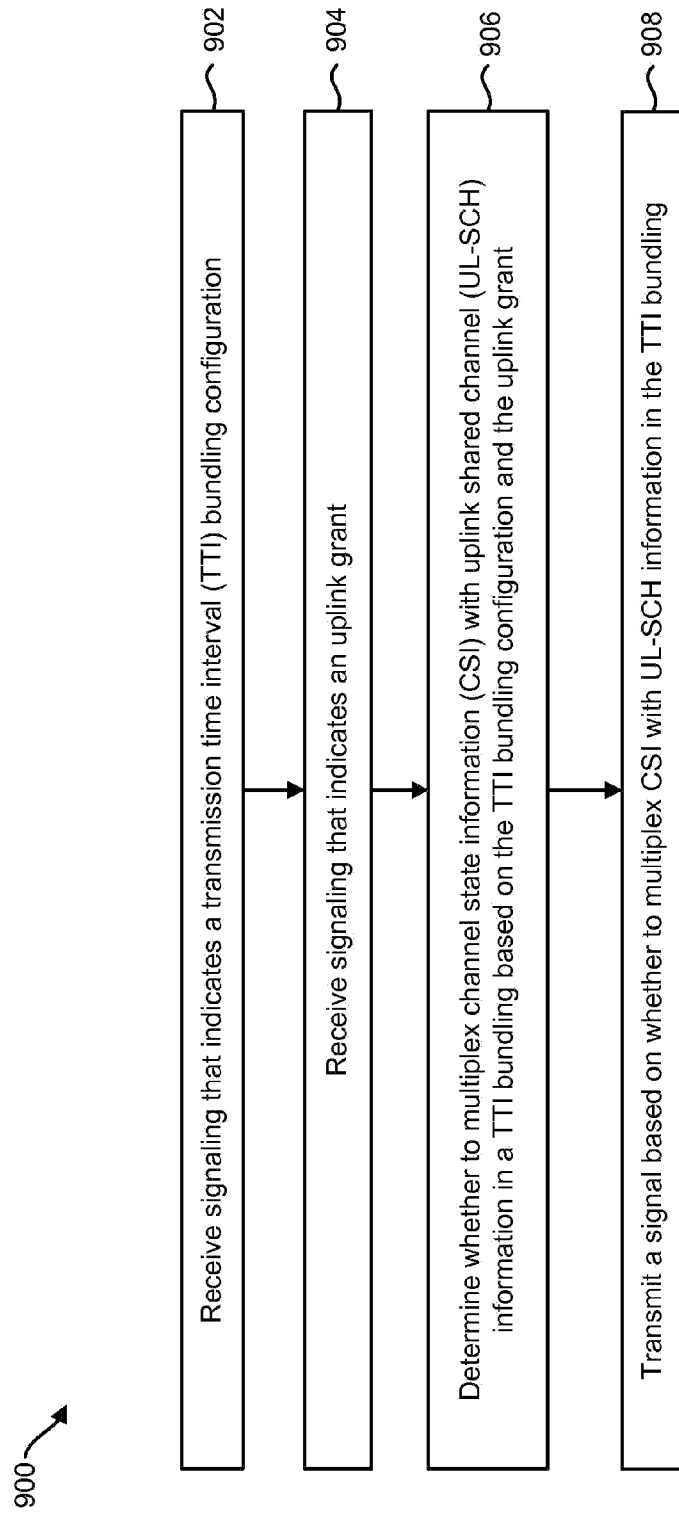 900
Receive signaling that indicates a transmission time interval (TTI) bundling configuration
902
Receive signaling that indicates an uplink grant
904
Determine whether to multiplex channel state information (CSI) with uplink shared channel (UL-SCH)
information in a TTI bundling based on the TTI bundling configuration and the uplink grant
906
Transmit a signal based on whether to multiplex CSI with UL-SCH information in the TTI bundling
908